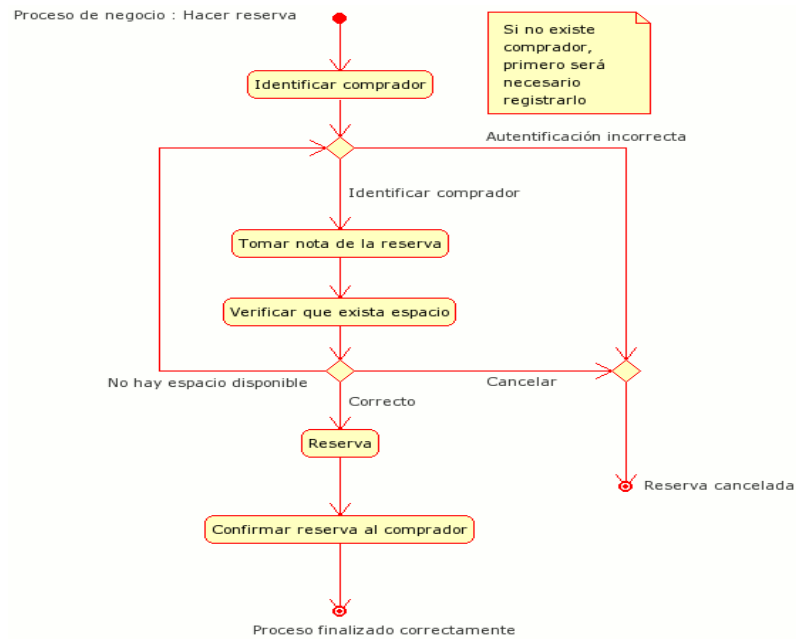 Proceso de negocio : Hacer reserva
Si no existe
comprador,
primero será
necesario
registrarlo
Identificar comprador
Autentificación incorrecta
Identificar comprador
Tomar nota de la reserva
Verificar que exista espacio
No hay espacio disponible
Cancelar
Correcto
Reserva
Reserva cancelada
Confirmar reserva al comprador
Proceso finalizado correctamente